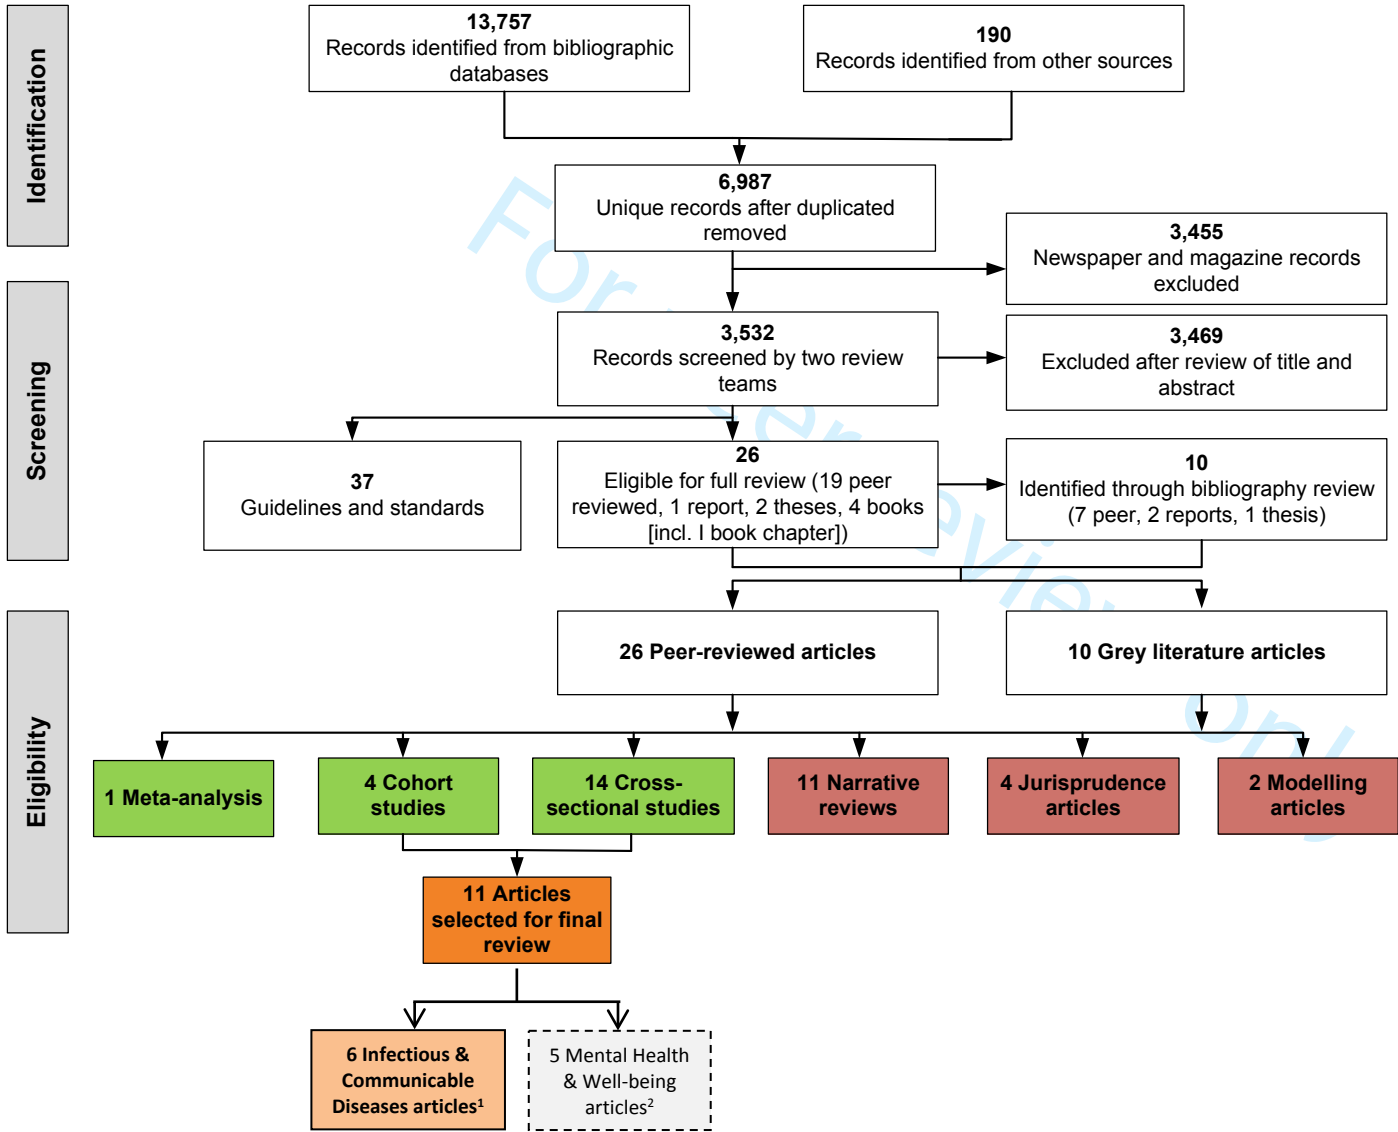 Identification
13,757
Records identified from bibliographic
databases
190
Records identified from other sources
6,987
Unique records after duplicated
removed
3,455
Newspaper and magazine records
excluded
Screening
3,532
Records screened by two review
teams
3,469
Excluded after review of title and
abstract
37
Guidelines and standards
26
Eligible for full review (19 peer
reviewed, 1 report, 2 theses, 4 books
[incl. I book chapter])
10
Identified through bibliography review
(7 peer, 2 reports, 1 thesis)
Eligibility
26 Peer-reviewed articles
10 Grey literature articles
1 Meta-analysis
4 Cohort
studies
14 Cross-
sectional studies
11 Narrative
reviews
4 Jurisprudence
articles
2 Modelling
articles
11 Articles
selected for final
review
6 Infectious &
Communicable
Diseases articles¹
5 Mental Health
& Well-being
articles²
For peer review only